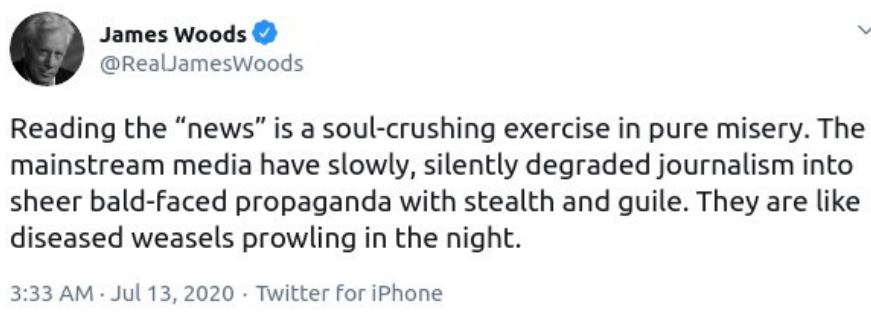 James Woods
@RealJamesWoods
Reading the “news” is a soul-crushing exercise in pure misery. The
mainstream media have slowly, silently degraded journalism into
sheer bald-faced propaganda with stealth and guile. They are like
diseased weasels prowling in the night.
3:33 AM · Jul 13, 2020 · Twitter for iPhone